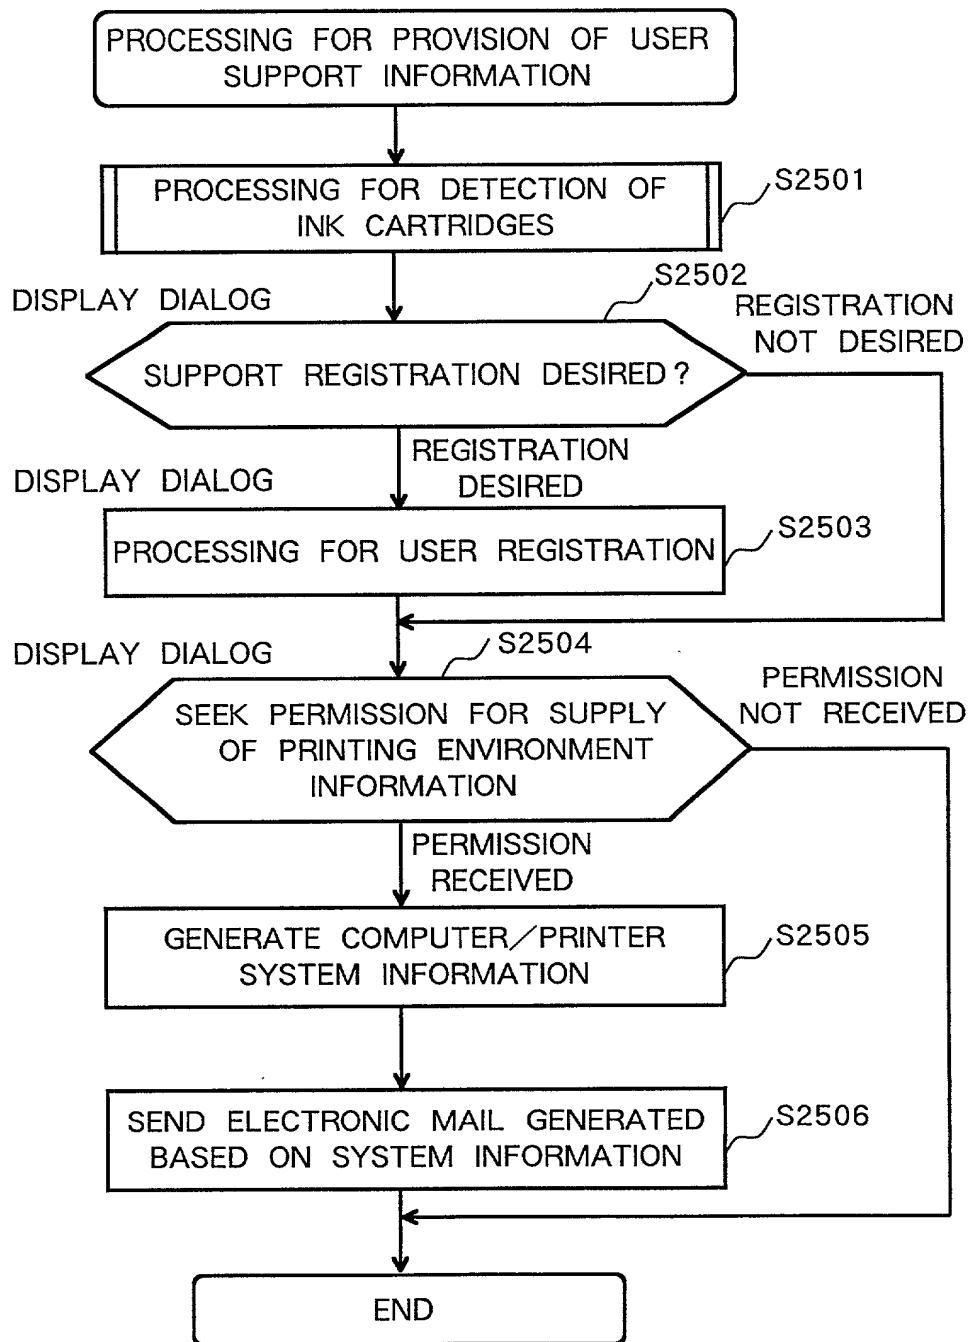 PROCESSING FOR PROVISION OF USER
SUPPORT INFORMATION
PROCESSING FOR DETECTION OF
INK CARTRIDGES
S2501
S2502
DISPLAY DIALOG
REGISTRATION
NOT DESIRED
SUPPORT REGISTRATION DESIRED?
REGISTRATION
DESIRED
DISPLAY DIALOG
S2503
PROCESSING FOR USER REGISTRATION
S2504
DISPLAY DIALOG
PERMISSION
NOT RECEIVED
SEEK PERMISSION FOR SUPPLY
OF PRINTING ENVIRONMENT
INFORMATION
PERMISSION
RECEIVED
GENERATE COMPUTER/PRINTER
SYSTEM INFORMATION
S2505
SEND ELECTRONIC MAIL GENERATED
BASED ON SYSTEM INFORMATION
S2506
END